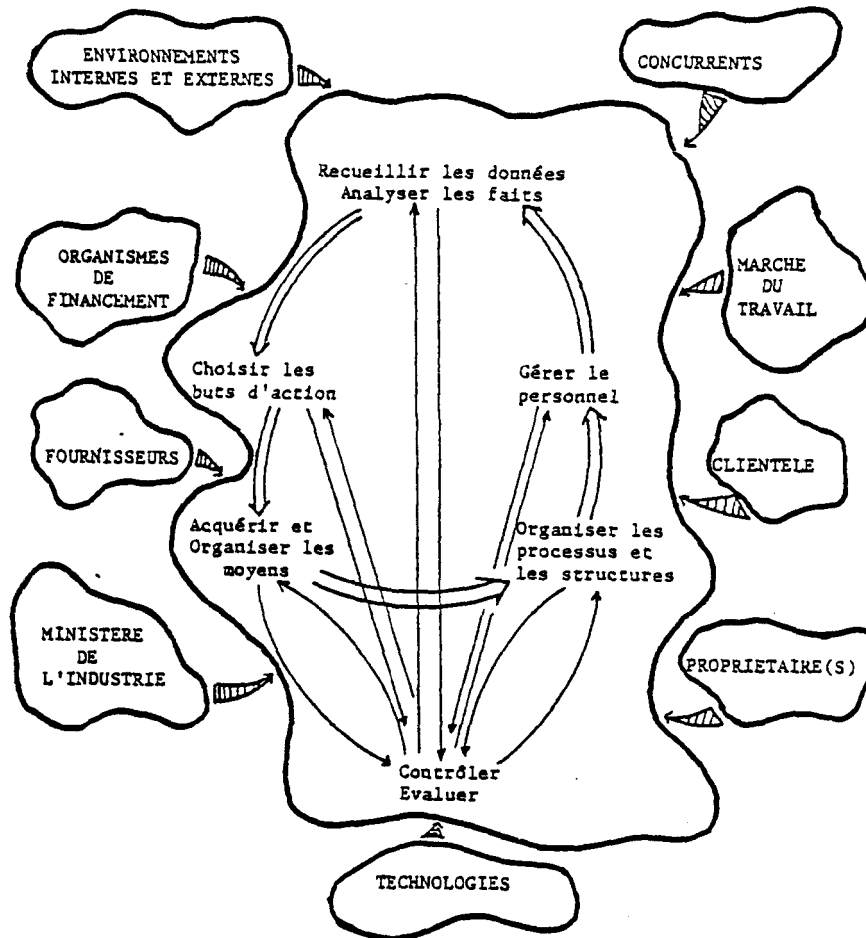 ENVIRONNEMENTS
INTERNES ET EXTERNES
CONCURRENTS
Recueillir les données
Analyser les faits
ORGANISMES
DE
FINANCEMENT
MARCHE
DU
TRAVAIL
Choisir les
buts d'action
Gérer le
personnel
FOURNISSEURS
CLIENTELE
Acquérir et
Organiser les
moyens
Organiser les
processus et
les structures
MINISTERE
DE
L'INDUSTRIE
PROPRIETAIRE(S)
Contrôler
Evaluer
TECHNOLOGIES